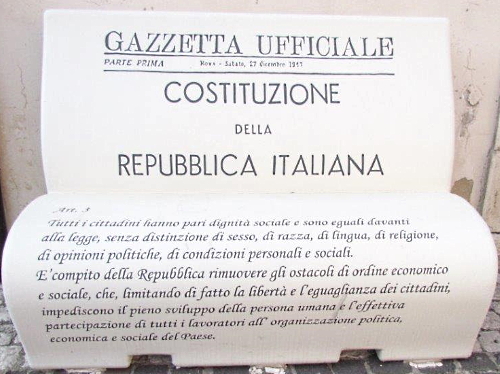 GAZZETTA UFFICIALE
PARTE PRIMA Roma - Sabato, 27 Dicembre 1947
COSTITUZIONE
DELLA
REPUBBLICA ITALIANA
Art. 3
Tutti i cittadini hanno pari dignità sociale e sono eguali davanti
alla legge, senza distinzione di sesso, di razza, di lingua, di religione,
di opinioni politiche, di condizioni personali e sociali.
E' compito della Repubblica rimuovere gli ostacoli di ordine economico
e sociale, che, limitando di fatto la libertà e l'eguaglianza dei cittadini,
impediscono il pieno sviluppo della persona umana e l'effettiva
partecipazione di tutti i lavoratori all' organizzazione politica,
economica e sociale del Paese.